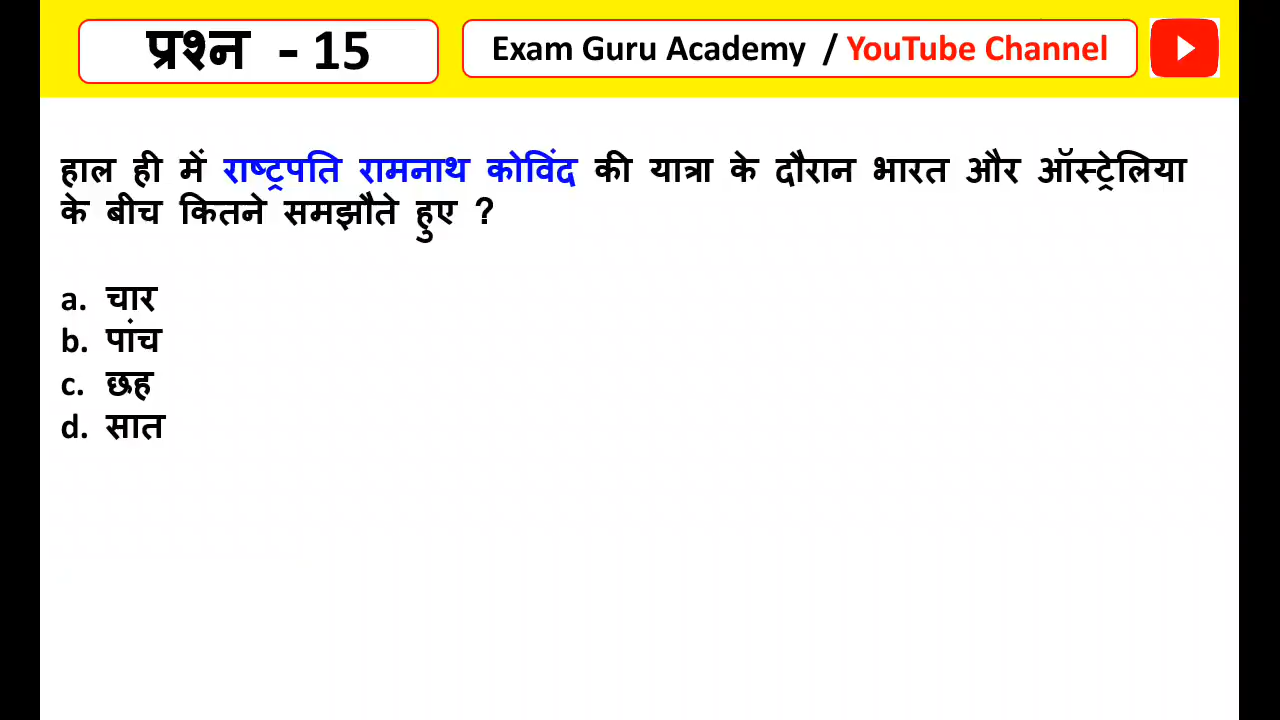 प्रश्न - 15
Exam Guru Academy / YouTube Channel
हाल ही में राष्ट्रपति रामनाथ कोविंद की यात्रा के दौरान भारत और ऑस्ट्रेलिया
के बीच कितने समझौते हुए ?
a. चार
b. पांच
c. छह
d. सात